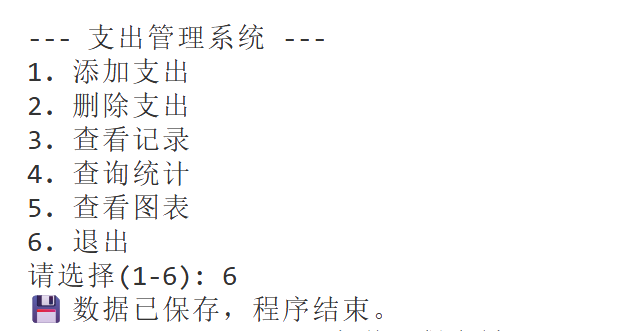 --- 支出管理系统 ---
1. 添加支出
2. 删除支出
3. 查看记录
4. 查询统计
5. 查看图表
6. 退出
请选择(1-6): 6
💾 数据已保存，程序结束。